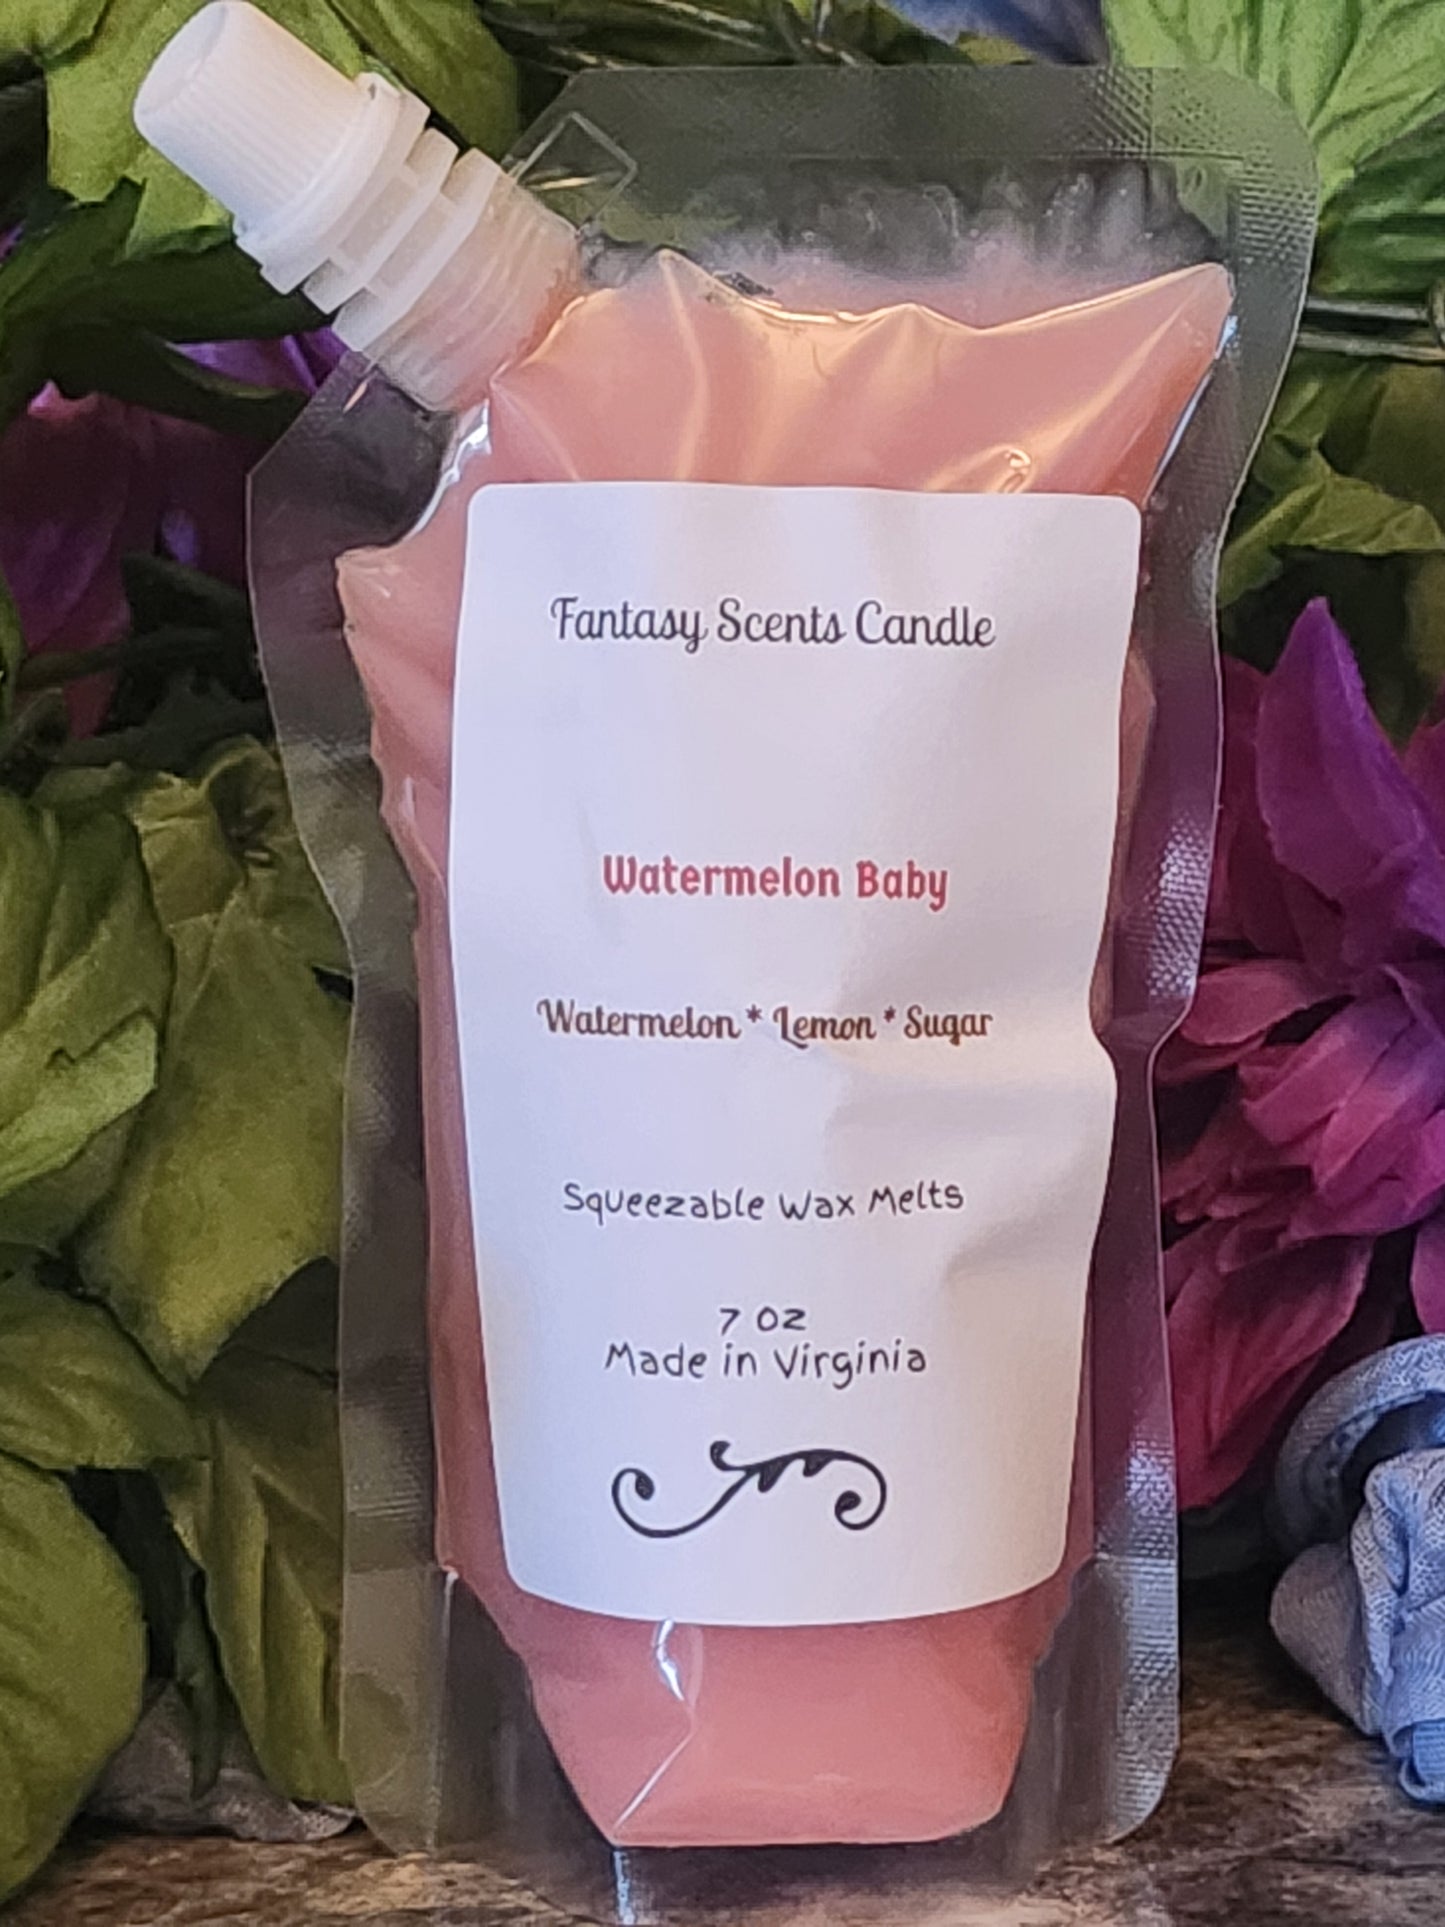 Fantasy Scents Candle
Watermelon Baby
Watermelon * Lemon * Sugar
Squeezable Wax Melts
7 oz
Made in Virginia